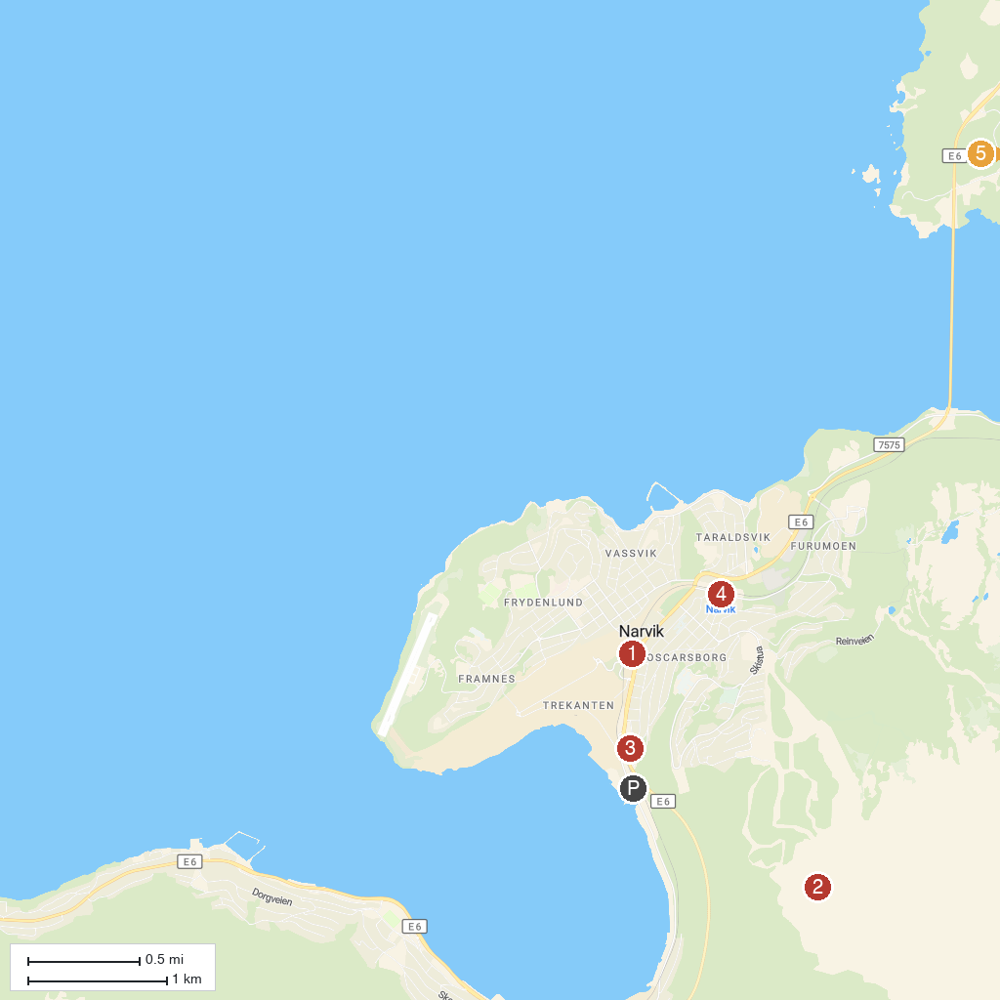 E6
5
7575
E6
TARALDSVIK
FURUMOEN
VASSVIK
4
FRYDENLUND
Narvik
Narvik
Reinveien
1
OSCARSBORG
Skistua
FRAMNES
TREKANTEN
3
P
E6
E6
2
Dorgveien
E6
0.5 mi
1 km